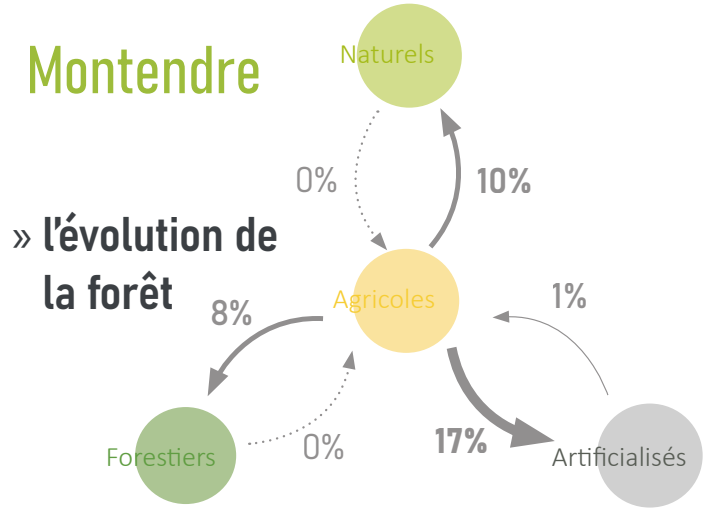 Montendre
Naturels
0%
10%
» l'évolution de
la forêt
Agricoles
8%
1%
0%
17%
Forestiers
Artificialisés